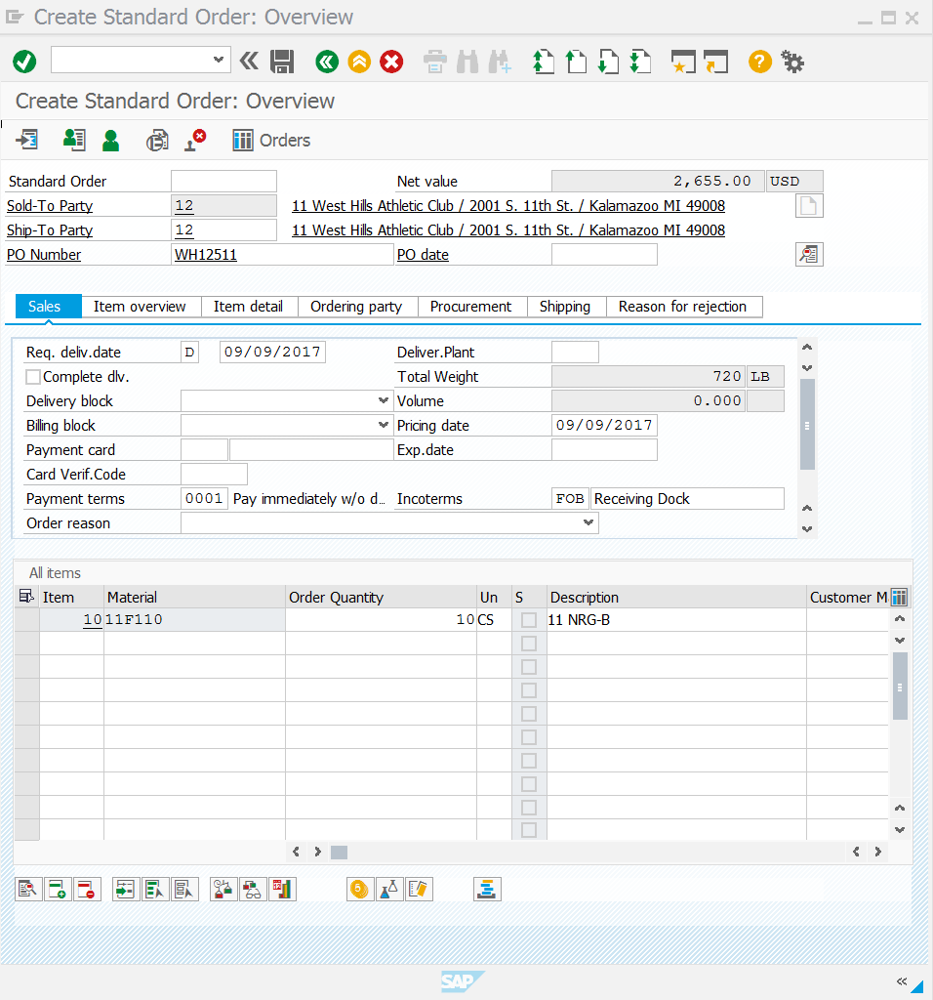 Create Standard Order: Overview
Create Standard Order: Overview
Orders
Standard Order Net value 2,655.00 USD
Sold-To Party 12 11 West Hills Athletic Club / 2001 S. 11th St. / Kalamazoo MI 49008
Ship-To Party 12 11 West Hills Athletic Club / 2001 S. 11th St. / Kalamazoo MI 49008
PO Number WH12511 PO date
Sales Item overview Item detail Ordering party Procurement Shipping Reason for rejection
Req. deliv.date D 09/09/2017 Deliver.Plant
Complete dlv. Total Weight 720 LB
Delivery block Volume 0.000
Billing block Pricing date 09/09/2017
Payment card Exp.date
Card Verif.Code
Payment terms 0001 Pay immediately w/o d... Incoterms FOB Receiving Dock
Order reason
All items
Item Material Order Quantity Un S Description Customer M
10 11F110 10 CS 11 NRG-B
SAP